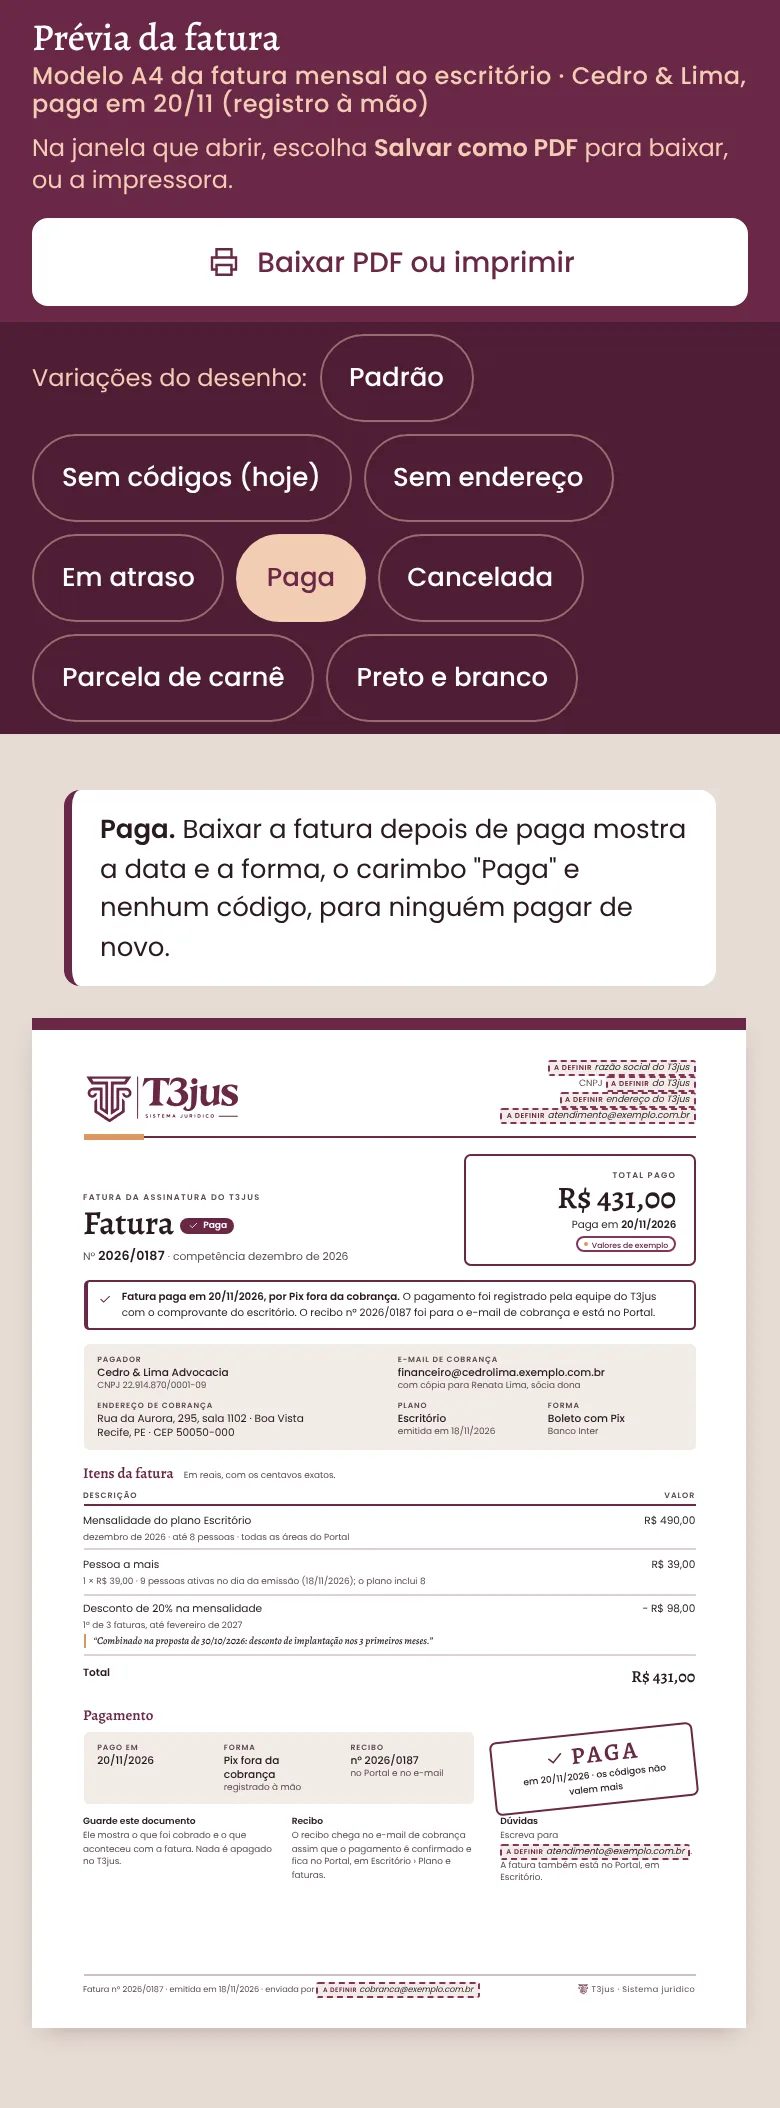 Prévia da fatura
Modelo A4 da fatura mensal ao escritório · Cedro & Lima,
paga em 20/11 (registro à mão)
Na janela que abrir, escolha Salvar como PDF para baixar,
ou a impressora.
Baixar PDF ou imprimir
Variações do desenho: Padrão
Sem códigos (hoje) Sem endereço
Em atraso Paga Cancelada
Parcela de carnê Preto e branco
Paga. Baixar a fatura depois de paga mostra
a data e a forma, o carimbo "Paga" e
nenhum código, para ninguém pagar de
novo.
T3jus
SISTEMA JURÍDICO
A DEFINIR razão social do T3jus
CNPJ A DEFINIR do T3jus
A DEFINIR endereço do T3jus
A DEFINIR atendimento@exemplo.com.br
FATURA DA ASSINATURA DO T3JUS
Fatura Paga
Nº 2026/0187 · competência dezembro de 2026
TOTAL PAGO
R$ 431,00
Paga em 20/11/2026
Valores de exemplo
Fatura paga em 20/11/2026, por Pix fora da cobrança. O pagamento foi registrado pela equipe do T3jus
com o comprovante do escritório. O recibo nº 2026/0187 foi para o e-mail de cobrança e está no Portal.
PAGADOR
Cedro & Lima Advocacia
CNPJ 22.914.870/0001-09
E-MAIL DE COBRANÇA
financeiro@cedrolima.exemplo.com.br
com cópia para Renata Lima, sócia dona
ENDEREÇO DE COBRANÇA
Rua da Aurora, 295, sala 1102 · Boa Vista
Recife, PE · CEP 50050-000
PLANO
Escritório
emitida em 18/11/2026
FORMA
Boleto com Pix
Banco Inter
Itens da fatura Em reais, com os centavos exatos.
DESCRIÇÃO VALOR
Mensalidade do plano Escritório R$ 490,00
dezembro de 2026 · até 8 pessoas · todas as áreas do Portal
Pessoa a mais R$ 39,00
1 × R$ 39,00 · 9 pessoas ativas no dia da emissão (18/11/2026); o plano inclui 8
Desconto de 20% na mensalidade − R$ 98,00
1ª de 3 faturas, até fevereiro de 2027
“Combinado na proposta de 30/10/2026: desconto de implantação nos 3 primeiros meses.”
Total R$ 431,00
Pagamento
PAGO EM
20/11/2026
FORMA
Pix fora da
cobrança
registrado à mão
RECIBO
nº 2026/0187
no Portal e no e-mail
PAGA
em 20/11/2026 · os códigos não
valem mais
Guarde este documento
Ele mostra o que foi cobrado e o que
aconteceu com a fatura. Nada é apagado
no T3jus.
Recibo
O recibo chega no e-mail de cobrança
assim que o pagamento é confirmado e
fica no Portal, em Escritório › Plano e
faturas.
Dúvidas
Escreva para
A DEFINIR atendimento@exemplo.com.br .
A fatura também está no Portal, em
Escritório.
Fatura nº 2026/0187 · emitida em 18/11/2026 · enviada por A DEFINIR cobranca@exemplo.com.br
T3jus · Sistema jurídico